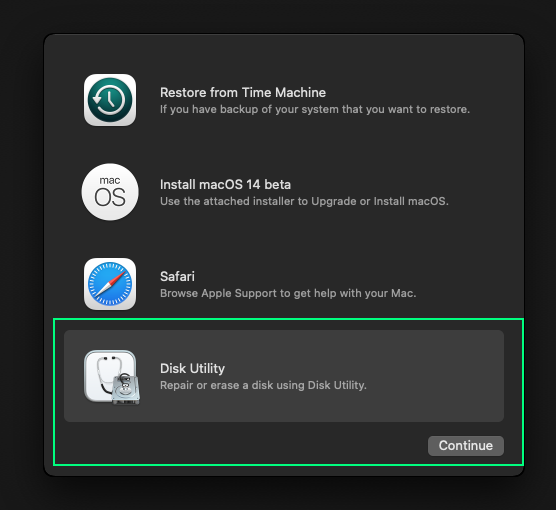 Restore from Time Machine
If you have backup of your system that you want to restore.
mac
OS
Install macOS 14 beta
Use the attached installer to Upgrade or Install macOS.
Safari
Browse Apple Support to get help with your Mac.
Disk Utility
Repair or erase a disk using Disk Utility.
Continue